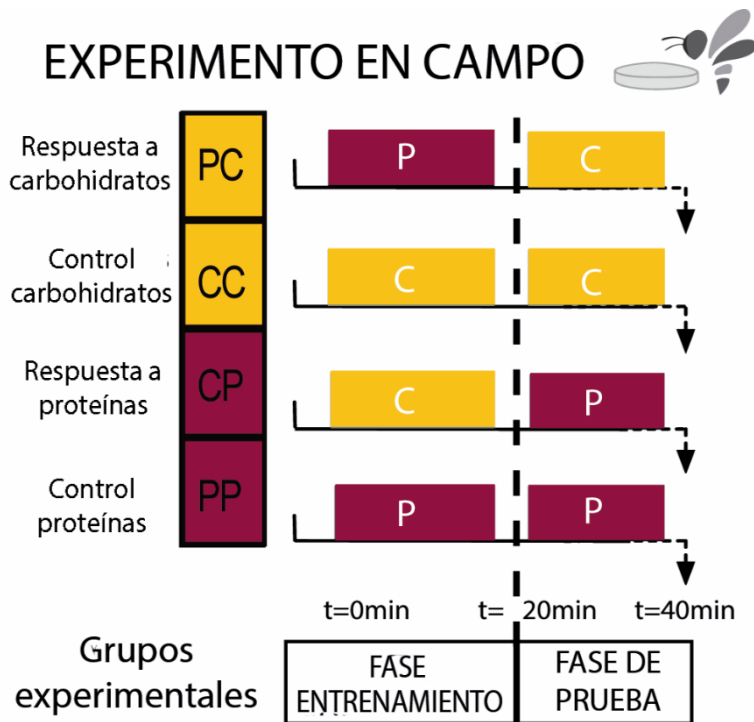 EXPERIMENTO EN CAMPO
Respuesta a
carbohidratos
PC
P
C
Control
carbohidratos
CC
C
C
Respuesta a
proteínas
CP
C
P
Control
proteínas
PP
P
P
t=0min
t= 20min
t=40min
Grupos
experimentales
FASE
ENTRENAMIENTO
FASE DE
PRUEBA